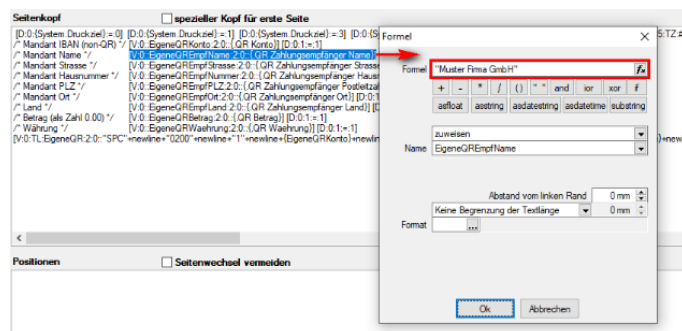 Seitenkopf
spezieller Kopf für erste Seite
[D:0:{System.Druckziel}:=:0] [D:0:{System.Druckziel}:=:1] [D:0:{System.Druckziel}:=:3] [D:0:{S
5:TZ:#
/* Mandant IBAN (non-QR) */ [V:0::EigeneQRKonto:2:0::{.QR Konto}] [D:0:1:=:1]
/* Mandant Name */ [V:0::EigeneQREmpfName:2:0::{.QR Zahlungsempfänger Name}]
/* Mandant Strasse */ [V:0::EigeneQREmpfStrasse:2:0::{.QR Zahlungsempfänger Strasse
/* Mandant Hausnummer */ [V:0::EigeneQREmpfNummer:2:0::{.QR Zahlungsempfänger Hausn
/* Mandant PLZ */ [V:0::EigeneQREmpfPLZ:2:0::{.QR Zahlungsempfänger Postleitzahl
/* Mandant Ort */ [V:0::EigeneQREmpfOrt:2:0::{.QR Zahlungsempfänger Ort}] [D:0:1
/* Land */ [V:0::EigeneQREmpfLand:2:0::{.QR Zahlungsempfänger Land}] [D
/* Betrag (als Zahl 0.00) */ [V:0::EigeneQRBetrag:2:0::{.QR Betrag}] [D:0:1:=:1]
/* Währung */ [V:0::EigeneQRWaehrung:2:0::{.QR Waehrung}] [D:0:1:=:1]
[V:0:TL:EigeneQR:2:0::"SPC"+newline+"0200"+newline+"1"+newline+{EigeneQRKonto}+newlin
}+new
Positionen
Seitenwechsel vermeiden
Formel
Formel "Muster Firma GmbH" fx
+ - * / ( ) " " and ior xor if
asfloat asstring asdatestring asdatetime substring
zuweisen
Name EigeneQREmpfName
Abstand vom linken Rand 0 mm
Keine Begrenzung der Textlänge 0 mm
Format ...
Ok Abbrechen